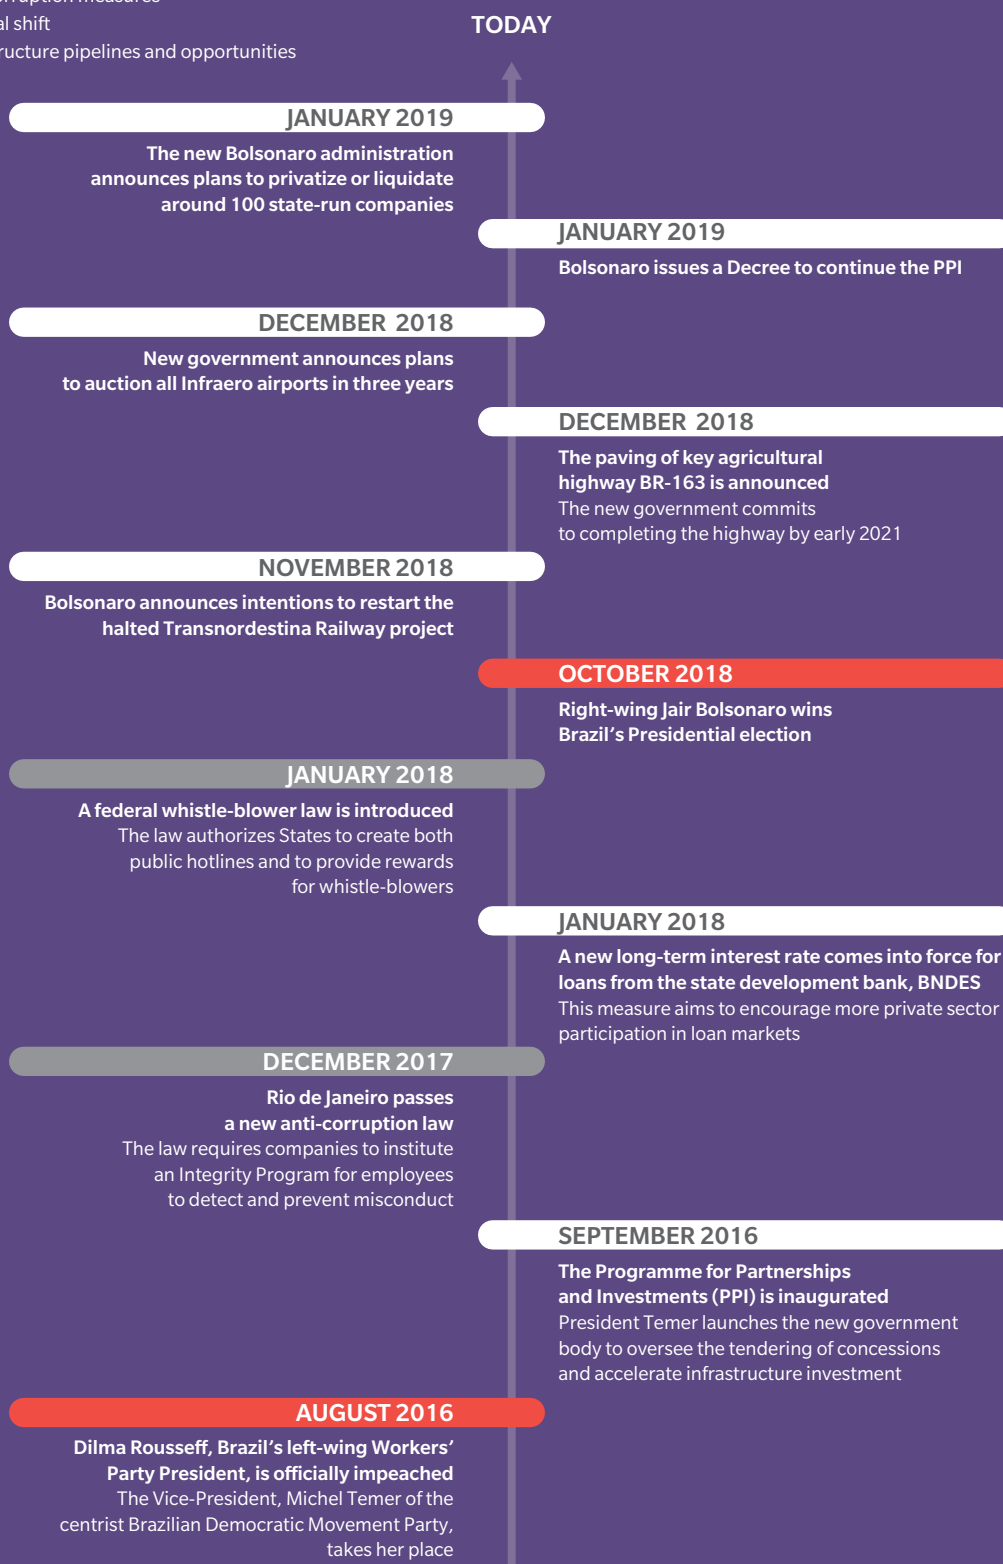 al shift
ructure pipelines and opportunities
TODAY
JANUARY 2019
The new Bolsonaro administration
announces plans to privatize or liquidate
around 100 state-run companies
JANUARY 2019
Bolsonaro issues a Decree to continue the PPI
DECEMBER 2018
New government announces plans
to auction all Infraero airports in three years
DECEMBER 2018
The paving of key agricultural
highway BR-163 is announced
The new government commits
to completing the highway by early 2021
NOVEMBER 2018
Bolsonaro announces intentions to restart the
halted Transnordestina Railway project
OCTOBER 2018
Right-wing Jair Bolsonaro wins
Brazil's Presidential election
JANUARY 2018
A federal whistle-blower law is introduced
The law authorizes States to create both
public hotlines and to provide rewards
for whistle-blowers
JANUARY 2018
A new long-term interest rate comes into force for
loans from the state development bank, BNDES
This measure aims to encourage more private sector
participation in loan markets
DECEMBER 2017
Rio de Janeiro passes
a new anti-corruption law
The law requires companies to institute
an Integrity Program for employees
to detect and prevent misconduct
SEPTEMBER 2016
The Programme for Partnerships
and Investments (PPI) is inaugurated
President Temer launches the new government
body to oversee the tendering of concessions
and accelerate infrastructure investment
AUGUST 2016
Dilma Rousseff, Brazil's left-wing Workers'
Party President, is officially impeached
The Vice-President, Michel Temer of the
centrist Brazilian Democratic Movement Party,
takes her place